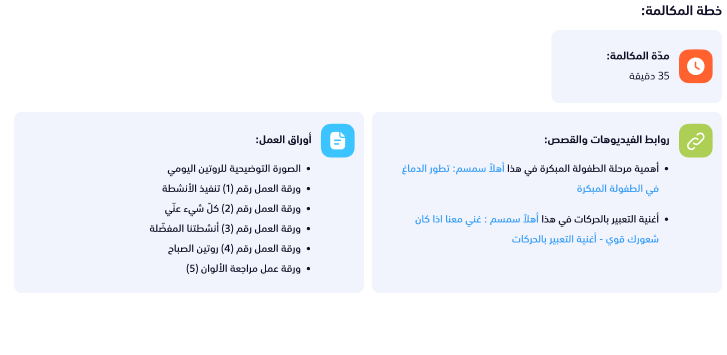 خطة المكالمة:
مدّة المكالمة:
35 دقيقة
روابط الفيديوهات والقصص:
• أهمية مرحلة الطفولة المبكرة في هذا أهلاً سمسم: تطور الدماغ
في الطفولة المبكرة
• أغنية التعبير بالحركات في هذا أهلاً سمسم : غني معنا اذا كان
شعورك قوي - أغنية التعبير بالحركات
أوراق العمل:
• الصورة التوضيحية للروتين اليومي
• ورقة العمل رقم (1) تنفيذ الأنشطة
• ورقة العمل رقم (2) كلّ شيء عنّي
• ورقة العمل رقم (3) أنشطتنا المفضّلة
• ورقة العمل رقم (4) روتين الصباح
• ورقة عمل مراجعة الألوان (5)